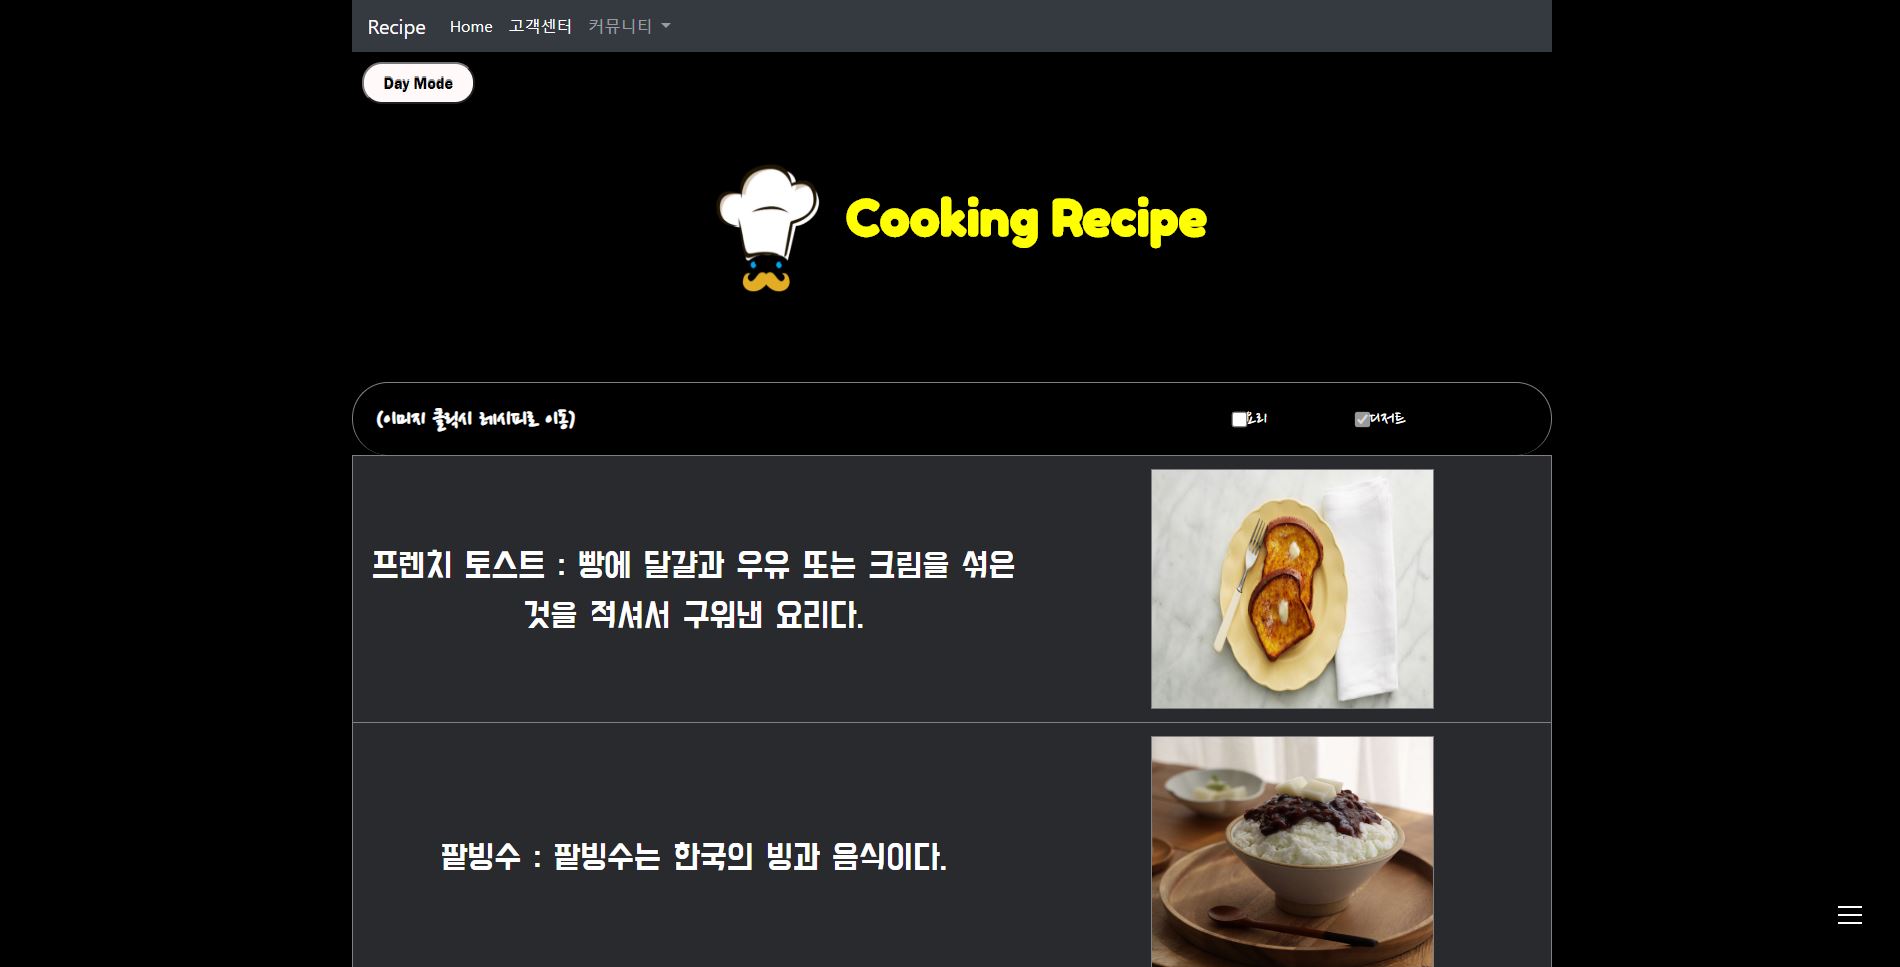 Recipe Home 고객센터 커뮤니티
Day Mode
Cooking Recipe
(이미지 클릭시 레시피로 이동) 요리 디저트
프렌치 토스트 : 빵에 달걀과 우유 또는 크림을 섞은
것을 적셔서 구워낸 요리다.
팥빙수 : 팥빙수는 한국의 빙과 음식이다.